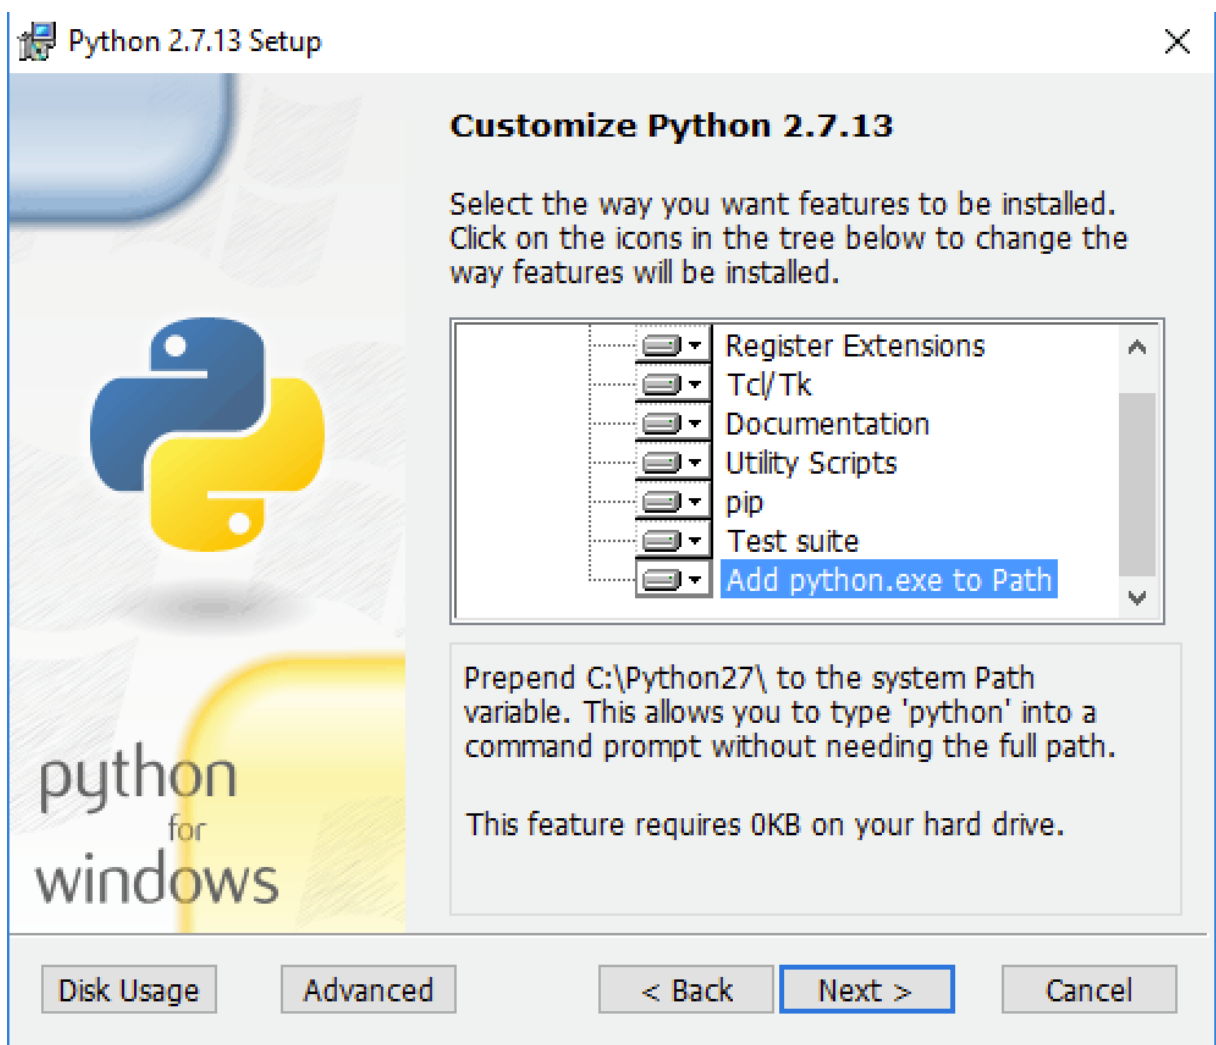 Python 2.7.13 Setup
Customize Python 2.7.13
Select the way you want features to be installed.
Click on the icons in the tree below to change the
way features will be installed.
Register Extensions
Tcl/Tk
Documentation
Utility Scripts
pip
Test suite
Add python.exe to Path
Prepend C:\Python27\ to the system Path
variable. This allows you to type 'python' into a
command prompt without needing the full path.
This feature requires 0KB on your hard drive.
python
for
windows
Disk Usage
Advanced
< Back
Next >
Cancel